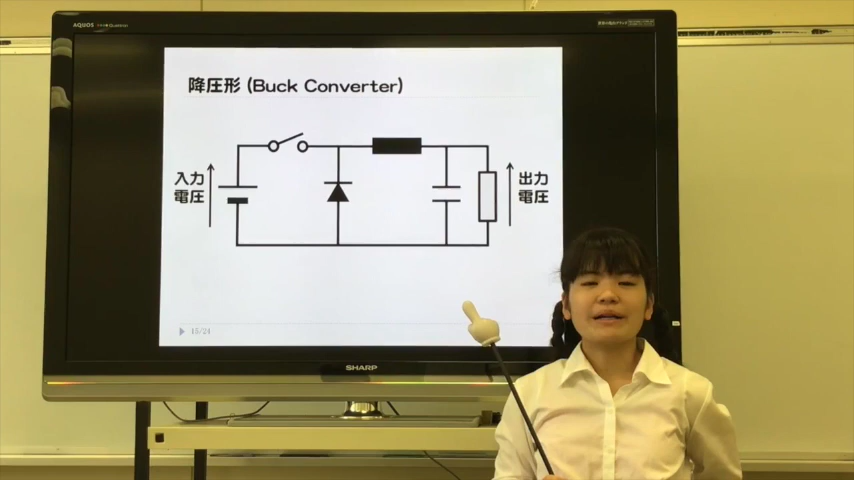 AQUOS
降圧形 (Buck Converter)
入力
電圧
出力
電圧
15/24
SHARP